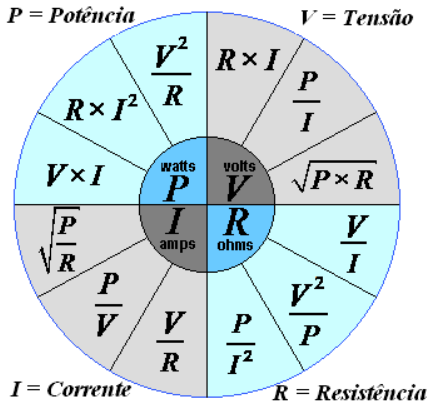 P = Potência
V = Tensão
V²/R
R × I
R × I²
P/I
V × I
√(P × R)
watts
P
volts
V
I
amps
R
ohms
√(P/R)
V/I
P/V
V²/P
V/R
P/I²
I = Corrente
R = Resistência